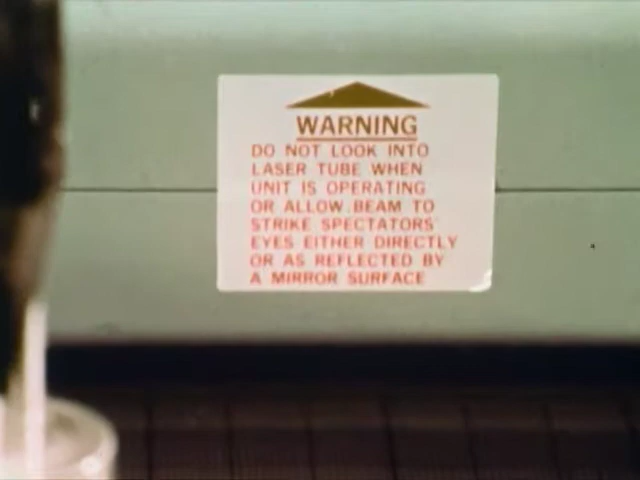 WARNING
DO NOT LOOK INTO
LASER TUBE WHEN
UNIT IS OPERATING
OR ALLOW BEAM TO
STRIKE SPECTATORS'
EYES EITHER DIRECTLY
OR AS REFLECTED BY
A MIRROR SURFACE